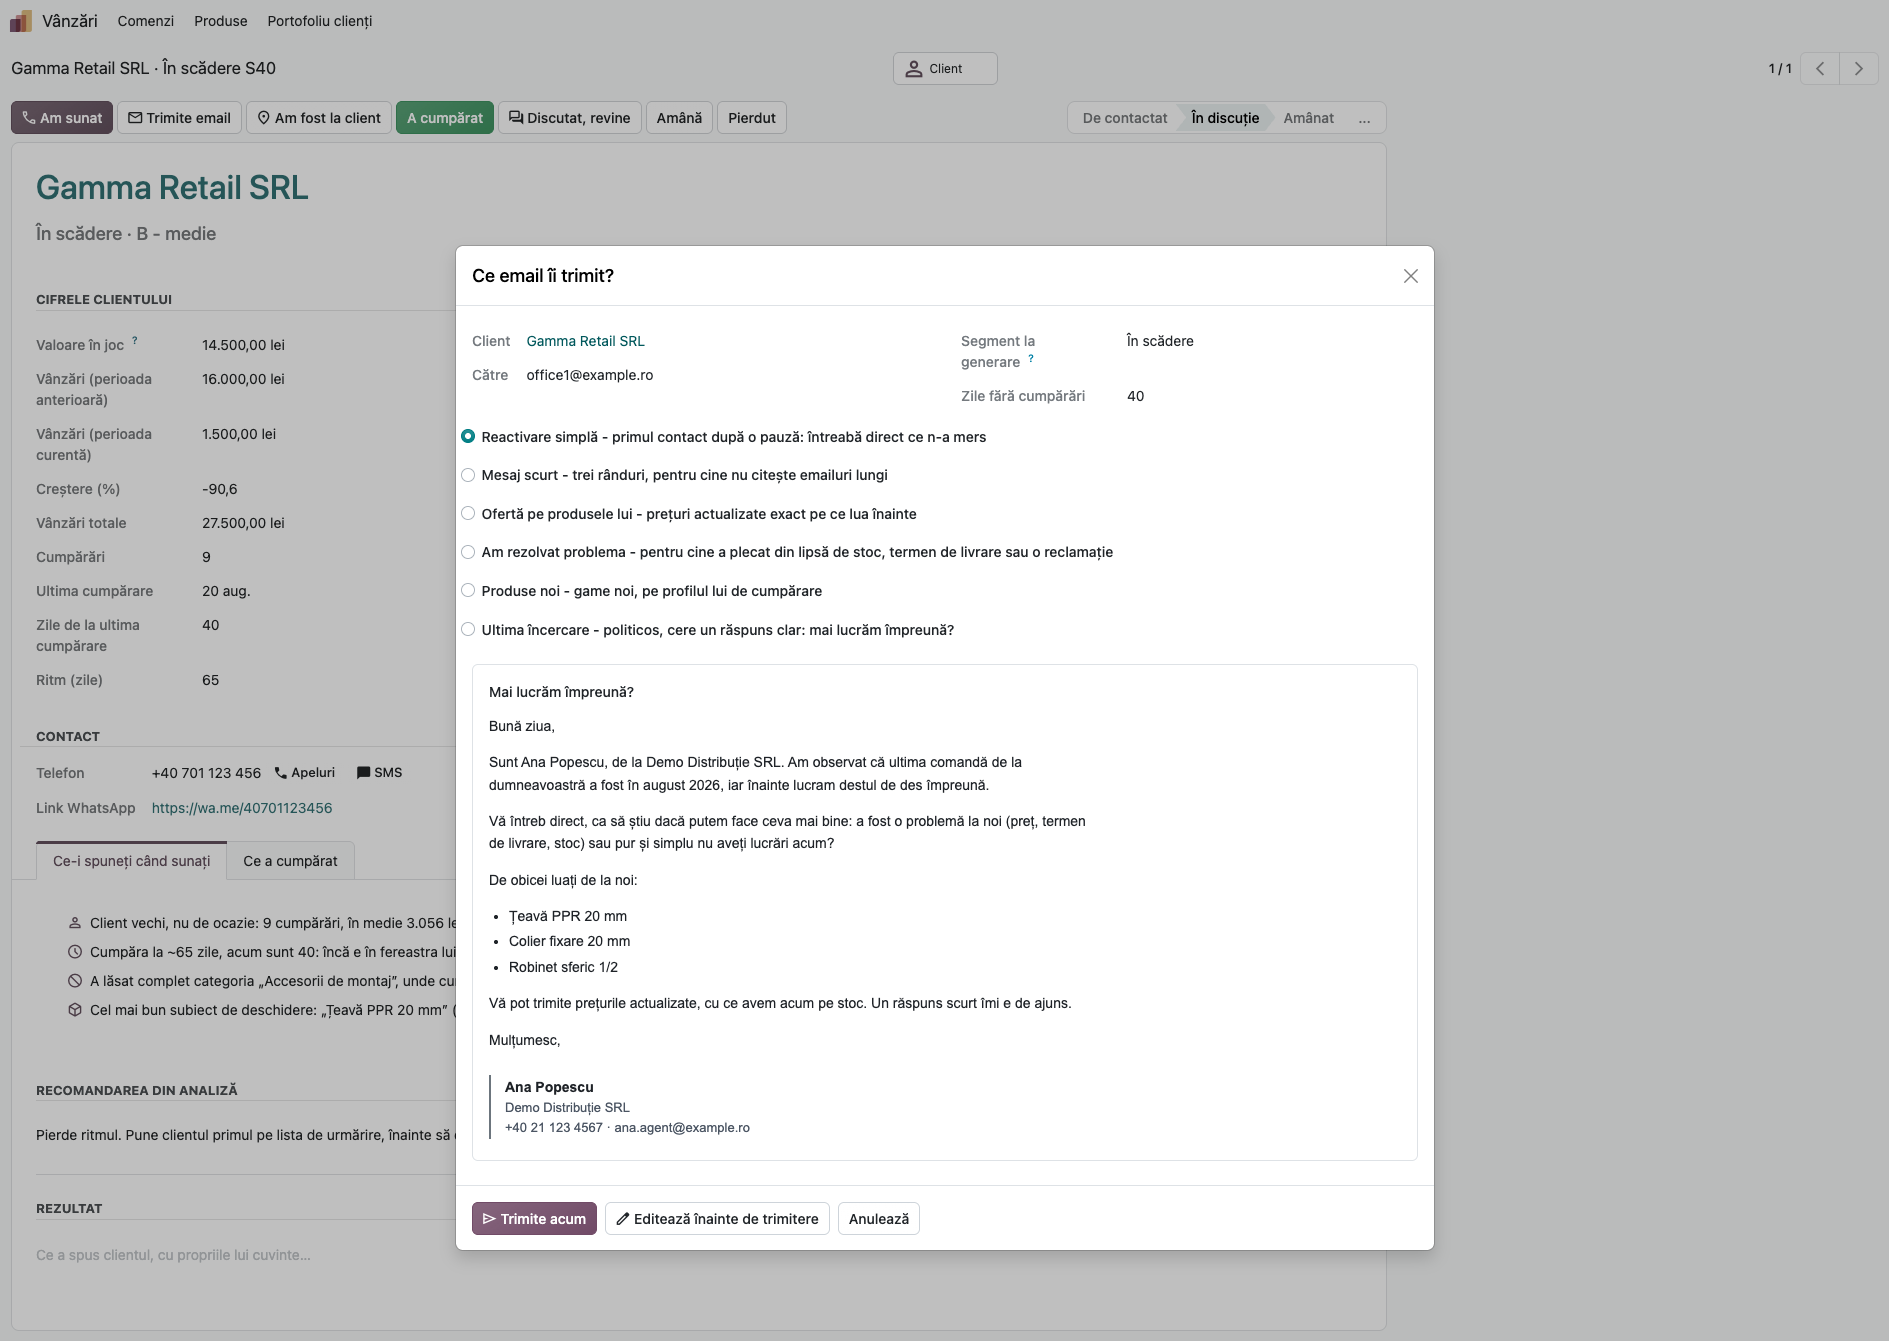 Vânzări Comenzi Produse Portofoliu clienți
Gamma Retail SRL · În scădere S40
Client
1 / 1
Am sunat Trimite email Am fost la client A cumpărat Discutat, revine Amână Pierdut
De contactat În discuție Amânat ...
Gamma Retail SRL
În scădere · B - medie
CIFRELE CLIENTULUI
Valoare în joc ? 14.500,00 lei
Vânzări (perioada anterioară) 16.000,00 lei
Vânzări (perioada curentă) 1.500,00 lei
Creștere (%) -90,6
Vânzări totale 27.500,00 lei
Cumpărări 9
Ultima cumpărare 20 aug.
Zile de la ultima cumpărare 40
Ritm (zile) 65
CONTACT
Telefon +40 701 123 456 Apeluri SMS
Link WhatsApp https://wa.me/40701123456
Ce-i spuneți când sunați Ce a cumpărat
Client vechi, nu de ocazie: 9 cumpărări, în medie 3.056
Cumpăra la ~65 zile, acum sunt 40: încă e în fereastra lui
A lăsat complet categoria „Accesorii de montaj”, unde
Cel mai bun subiect de deschidere: „Țeavă PPR 20 mm” (
RECOMANDAREA DIN ANALIZĂ
Pierde ritmul. Pune clientul primul pe lista de urmărire, înainte să
REZULTAT
Ce a spus clientul, cu propriile lui cuvinte...
Ce email îi trimit?
Client Gamma Retail SRL
Către office1@example.ro
Segment la generare ? În scădere
Zile fără cumpărări 40
Reactivare simplă - primul contact după o pauză: întreabă direct ce n-a mers
Mesaj scurt - trei rânduri, pentru cine nu citește emailuri lungi
Ofertă pe produsele lui - prețuri actualizate exact pe ce lua înainte
Am rezolvat problema - pentru cine a plecat din lipsă de stoc, termen de livrare sau o reclamație
Produse noi - game noi, pe profilul lui de cumpărare
Ultima încercare - politicos, cere un răspuns clar: mai lucrăm împreună?
Mai lucrăm împreună?
Bună ziua,
Sunt Ana Popescu, de la Demo Distribuție SRL. Am observat că ultima comandă de la
dumneavoastră a fost în august 2026, iar înainte lucram destul de des împreună.
Vă întreb direct, ca să știu dacă putem face ceva mai bine: a fost o problemă la noi (preț, termen
de livrare, stoc) sau pur și simplu nu aveți lucrări acum?
De obicei luați de la noi:
• Țeavă PPR 20 mm
• Colier fixare 20 mm
• Robinet sferic 1/2
Vă pot trimite prețurile actualizate, cu ce avem acum pe stoc. Un răspuns scurt îmi e de ajuns.
Mulțumesc,
Ana Popescu
Demo Distribuție SRL
+40 21 123 4567 · ana.agent@example.ro
Trimite acum Editează înainte de trimitere Anulează